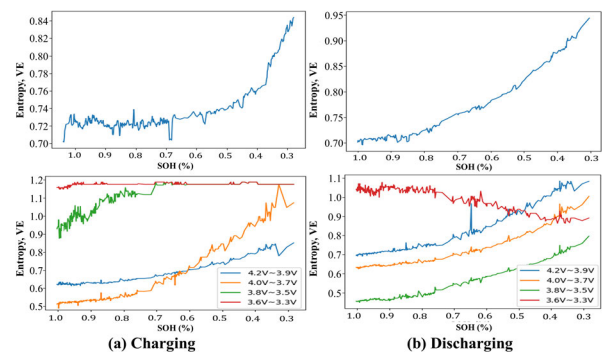 Entropy, VE
0.84
0.82
0.80
0.78
0.76
0.74
0.72
0.70
1.0 0.9 0.8 0.7 0.6 0.5 0.4 0.3
SOH (%)
Entropy, VE
0.95
0.90
0.85
0.80
0.75
0.70
1.0 0.9 0.8 0.7 0.6 0.5 0.4 0.3
SOH (%)
Entropy, VE
1.2
1.1
1.0
0.9
0.8
0.7
0.6
0.5
4.2V~3.9V
4.0V~3.7V
3.8V~3.5V
3.6V~3.3V
1.0 0.9 0.8 0.7 0.6 0.5 0.4 0.3
SOH (%)
(a) Charging
Entropy, VE
1.1
1.0
0.9
0.8
0.7
0.6
0.5
4.2V~3.9V
4.0V~3.7V
3.8V~3.5V
3.6V~3.3V
1.0 0.9 0.8 0.7 0.6 0.5 0.4 0.3
SOH (%)
(b) Discharging